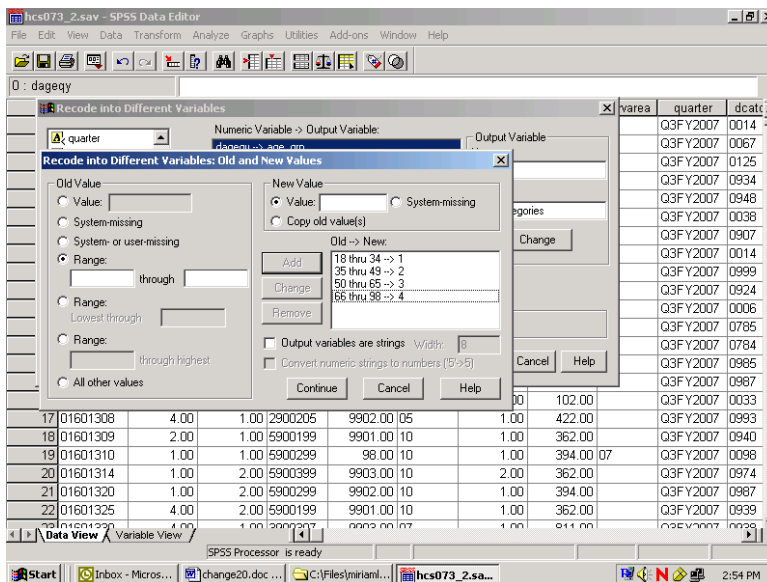 hcs073_2.sav - SPSS Data Editor
File Edit View Data Transform Analyze Graphs Utilities Add-ons Window Help
0 : dageqy
Recode into Different Variables
varea quarter dcatc
quarter
Numeric Variable -> Output Variable:
Output Variable
dageqy --> age_grp
Recode into Different Variables: Old and New Values
Old Value
Value:
System-missing
System- or user-missing
Range:
through
Range:
Lowest through
Range:
through highest
All other values
New Value
Value:
System-missing
Copy old value(s)
Old --> New:
Add
Change
Remove
18 thru 34 --> 1
35 thru 49 --> 2
50 thru 65 --> 3
66 thru 98 --> 4
Output variables are strings Width: 8
Convert numeric strings to numbers ('5'->5)
Continue Cancel Help
egories
Change
Cancel Help
Q3FY2007 0014
Q3FY2007 0067
Q3FY2007 0125
Q3FY2007 0934
Q3FY2007 0948
Q3FY2007 0038
Q3FY2007 0907
Q3FY2007 0014
Q3FY2007 0999
Q3FY2007 0924
Q3FY2007 0006
Q3FY2007 0785
Q3FY2007 0784
Q3FY2007 0985
Q3FY2007 0987
00 102.00 Q3FY2007 0033
17 01601308 4.00 1.00 2900205 9902.00 05 1.00 422.00 Q3FY2007 0993
18 01601309 2.00 1.00 5900199 9901.00 10 1.00 362.00 Q3FY2007 0940
19 01601310 1.00 1.00 5900299 98.00 10 1.00 394.00 07 Q3FY2007 0098
20 01601314 1.00 2.00 5900399 9903.00 10 2.00 362.00 Q3FY2007 0974
21 01601320 1.00 2.00 5900299 9902.00 10 1.00 394.00 Q3FY2007 0987
22 01601325 4.00 2.00 5900199 9901.00 10 1.00 362.00 Q3FY2007 0939
Data View Variable View
SPSS Processor is ready
Start Inbox - Micros... change20.doc ... C:\Files\miriaml... hcs073_2.sa... N 2:54 PM